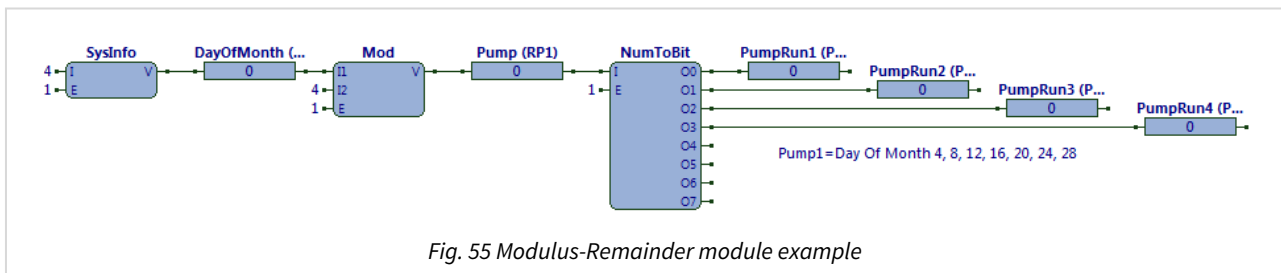 SysInfo
DayOfMonth (...
Mod
Pump (RP1)
NumToBit
PumpRun1 (P...
4 I V
0
I1 V
0
I O0
0
1 E
4 I2
1 E
1 E
O1
PumpRun2 (P...
0
O2
PumpRun3 (P...
0
O3
PumpRun4 (P...
0
O4
O5
O6
O7
Pump1=Day Of Month 4, 8, 12, 16, 20, 24, 28
Fig. 55 Modulus-Remainder module example